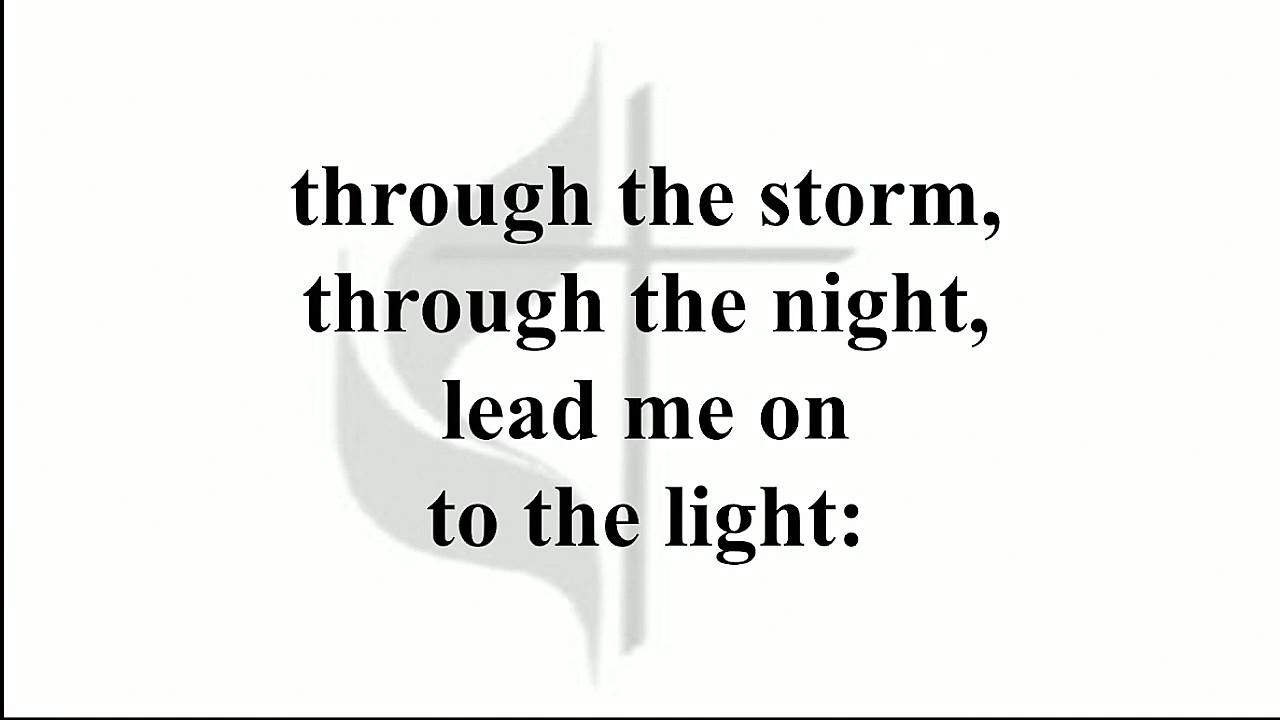 through the storm,
through the night,
lead me on
to the light: